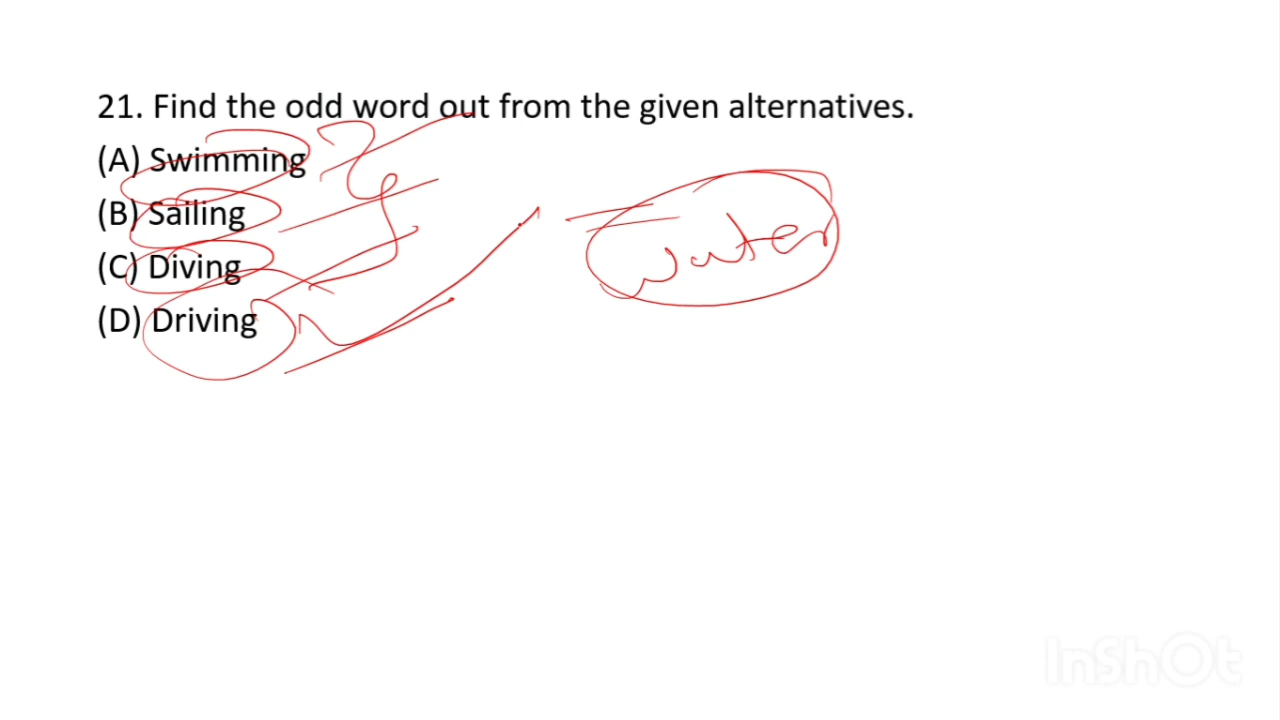 21. Find the odd word out from the given alternatives.
(A) Swimming
(B) Sailing
water
(C) Diving
(D) Driving
InShOt